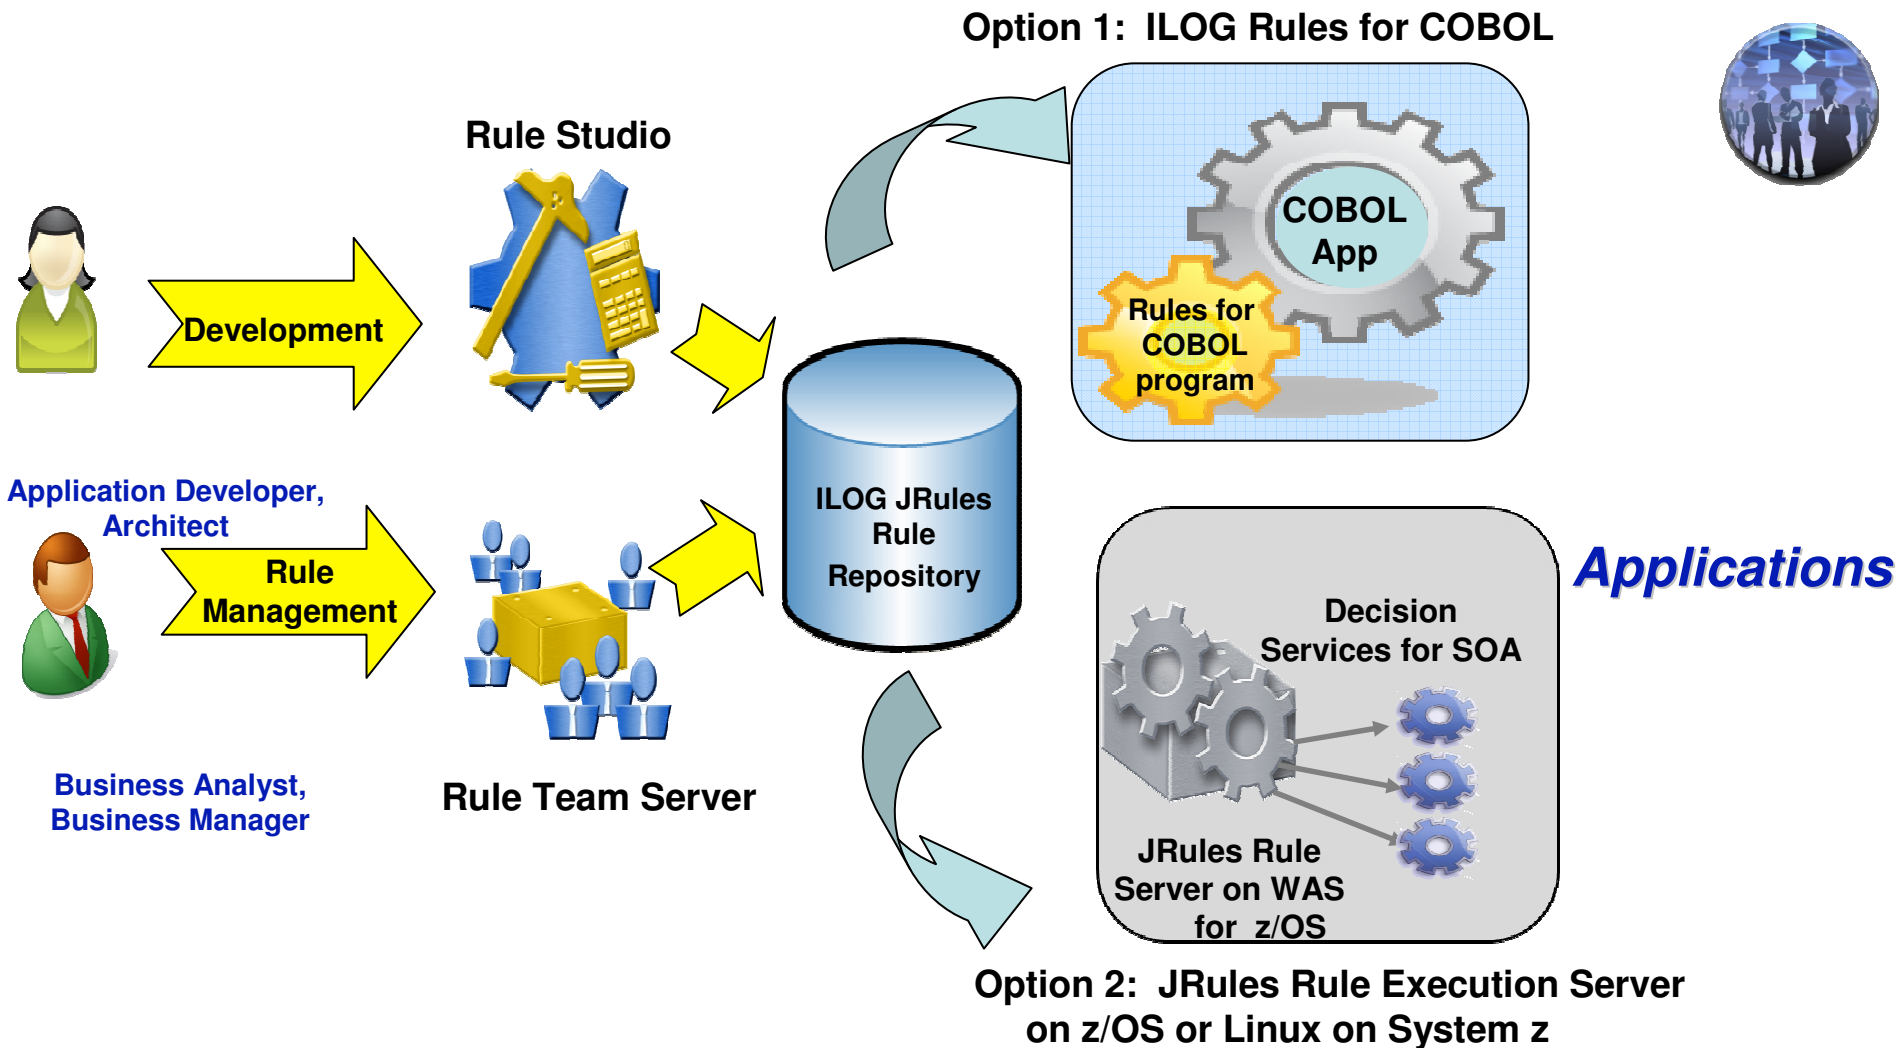 Option 1:  ILOG Rules for COBOL
Rule Studio
COBOL
App
Rules for
COBOL
program
Development
Application Developer,
Architect
ILOG JRules
Rule
Repository
Rule
Management
Applications
Decision
Services for SOA
Business Analyst,
Business Manager
Rule Team Server
JRules Rule
Server on WAS
for  z/OS
Option 2:  JRules Rule Execution Server
on z/OS or Linux on System z